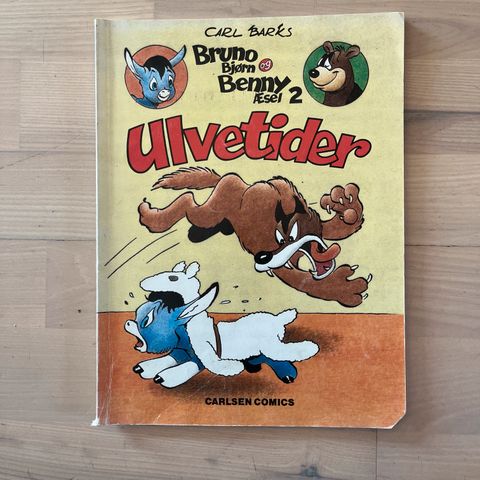 CARL BARKS
Bruno
Bjørn og
Benny
Æsel 2
Ulvetider
CARLSEN COMICS